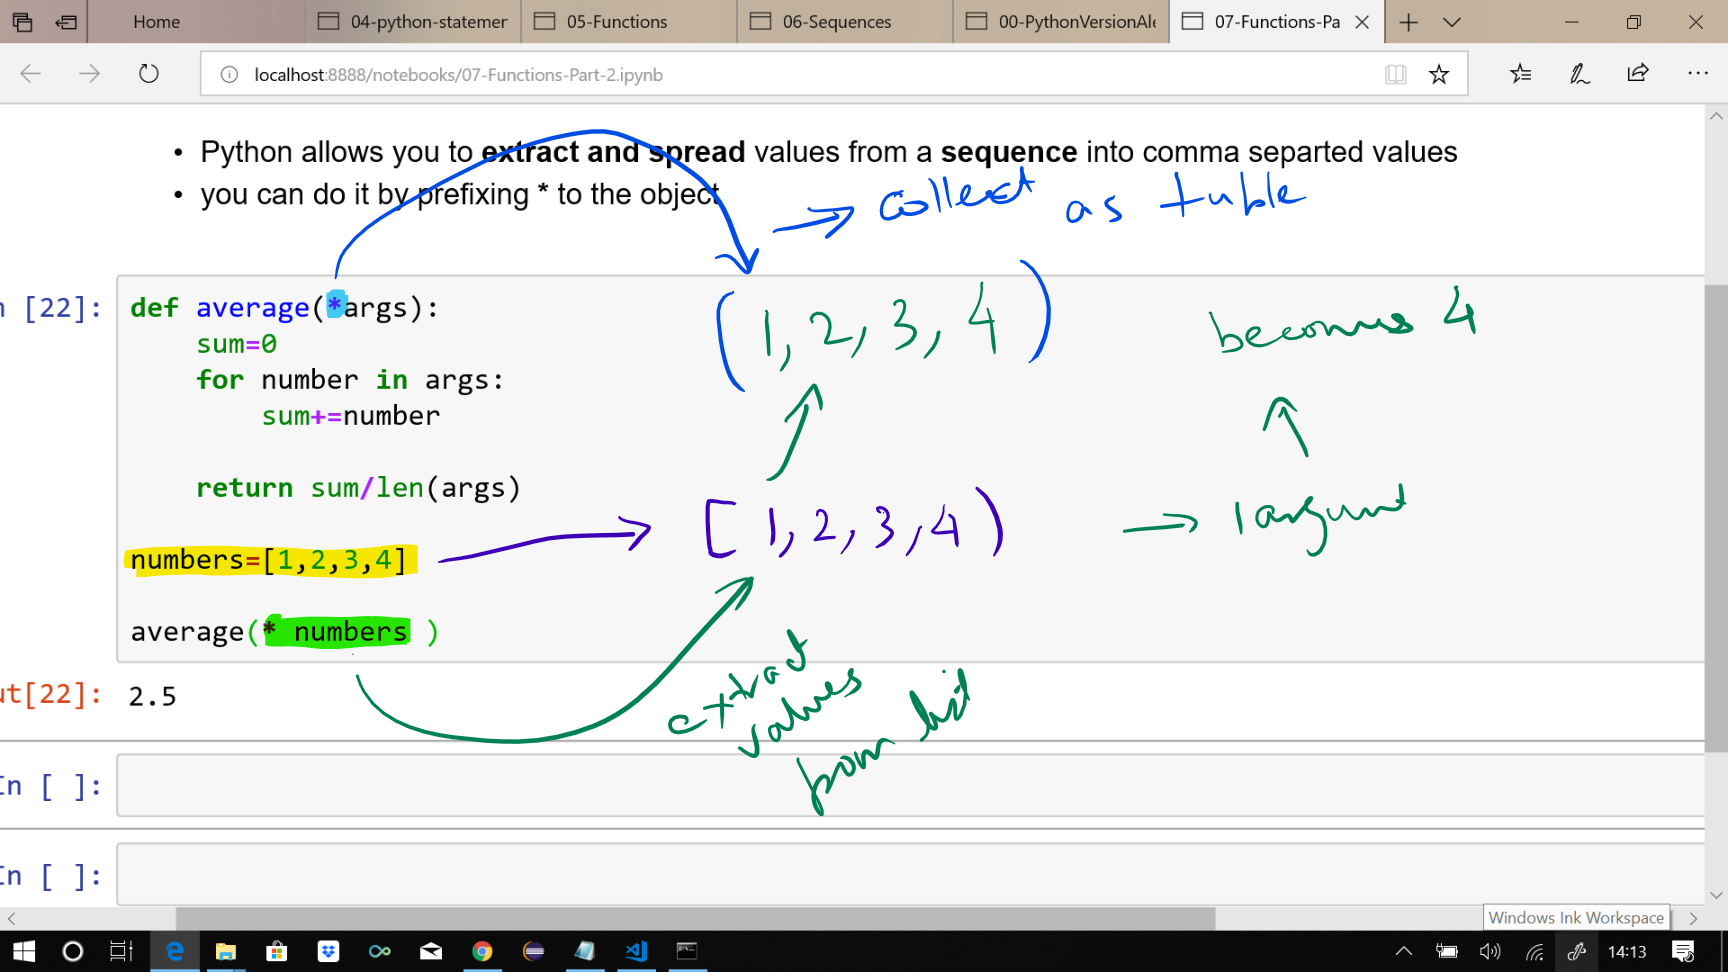 Home
04-python-statemer
05-Functions
06-Sequences
00-PythonVersionAle
07-Functions-Pa
localhost:8888/notebooks/07-Functions-Part-2.ipynb
• Python allows you to extract and spread values from a sequence into comma separted values
• you can do it by prefixing * to the object
→ collect as tuble
[22]:
def average(*args):
sum=0
for number in args:
sum+=number
return sum/len(args)
numbers=[1,2,3,4]
average(* numbers )
(1, 2, 3, 4)
becomes 4
[1, 2, 3, 4)
→ 1 argument
extract
values
from list
ut[22]:
2.5
In [ ]:
In [ ]:
Windows Ink Workspace
14:13